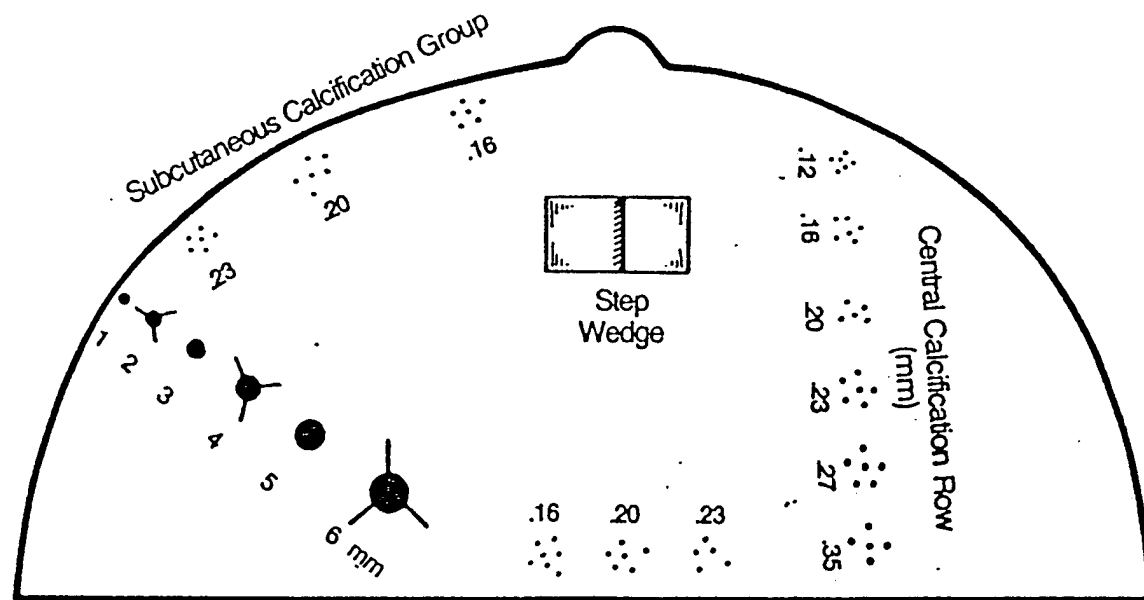 Subcutaneous Calcification Group
.16
.20
.23
1
2
3
4
5
6 mm
Step
Wedge
.12
.16
.20
.23
.27
.35
Central Calcification Row
(mm)
.16 .20 .23